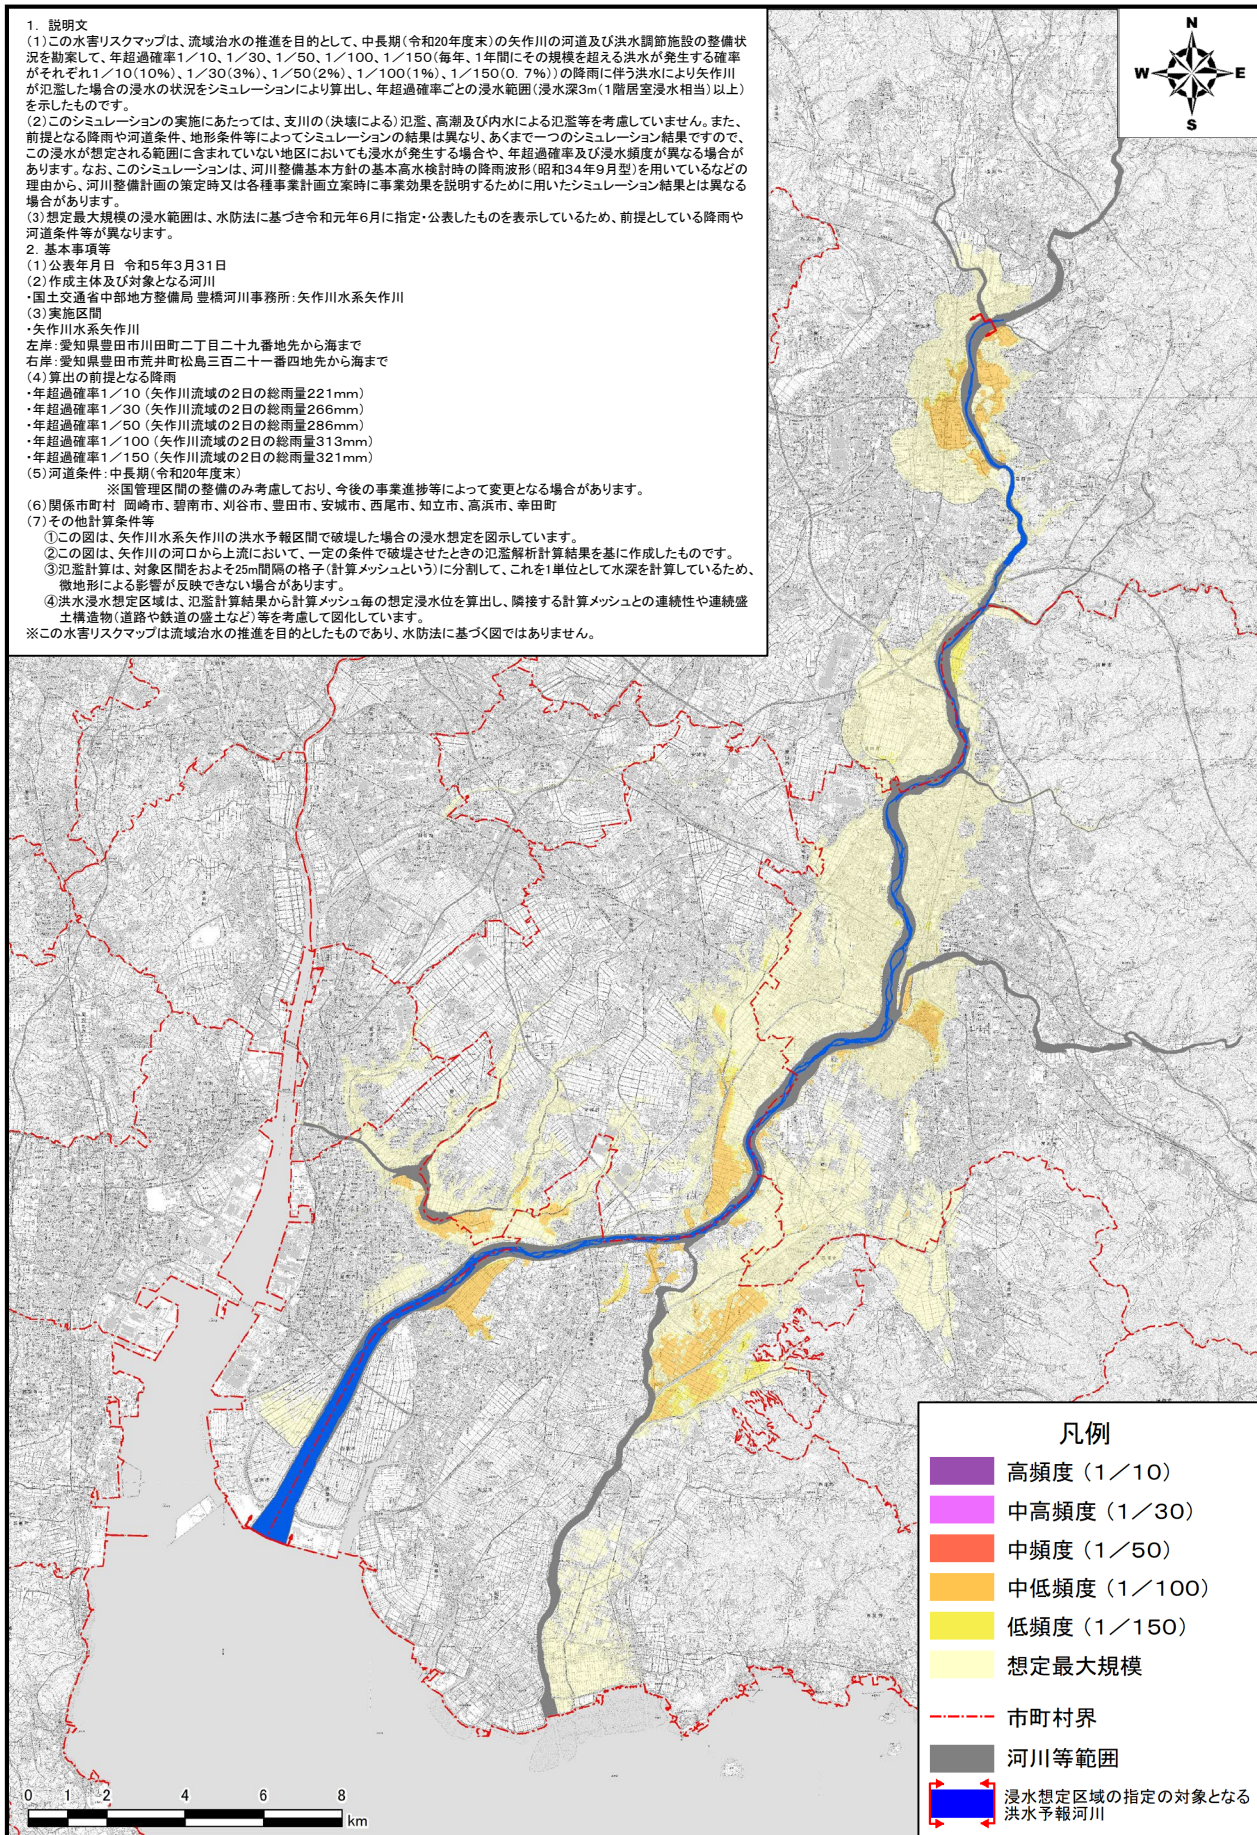 1. 説明文
(1)この水害リスクマップは、流域治水の推進を目的として、中長期(令和20年度末)の矢作川の河道及び洪水調節施設の整備状
況を勘案して、年超過確率1/10、1/30、1/50、1/100、1/150(毎年、1年間にその規模を超える洪水が発生する確率
がそれぞれ1/10(10%)、1/30(3%)、1/50(2%)、1/100(1%)、1/150(0.7%))の降雨に伴う洪水により矢作川
が氾濫した場合の浸水の状況をシミュレーションにより算出し、年超過確率ごとの浸水範囲(浸水深3m(1階居室浸水相当)以上)
を示したものです。
(2)このシミュレーションの実施にあたっては、支川の(決壊による)氾濫、高潮及び内水による氾濫等を考慮していません。また、
前提となる降雨や河道条件、地形条件等によってシミュレーションの結果は異なり、あくまで一つのシミュレーション結果ですので、
この浸水が想定される範囲に含まれていない地区においても浸水が発生する場合や、年超過確率及び浸水頻度が異なる場合が
あります。なお、このシミュレーションは、河川整備基本方針の基本高水検討時の降雨波形(昭和34年9月型)を用いているなどの
理由から、河川整備計画の策定時又は各種事業計画立案時に事業効果を説明するために用いたシミュレーション結果とは異なる
場合があります。
(3)想定最大規模の浸水範囲は、水防法に基づき令和元年6月に指定・公表したものを表示しているため、前提としている降雨や
河道条件等が異なります。
2. 基本事項等
(1)公表年月日 令和5年3月31日
(2)作成主体及び対象となる河川
・国土交通省中部地方整備局 豊橋河川事務所:矢作川水系矢作川
(3)実施区間
・矢作川水系矢作川
左岸:愛知県豊田市川田町二丁目二十九番地先から海まで
右岸:愛知県豊田市荒井町松島三百二十一番四地先から海まで
(4)算出の前提となる降雨
・年超過確率1/10 (矢作川流域の2日の総雨量221mm)
・年超過確率1/30 (矢作川流域の2日の総雨量266mm)
・年超過確率1/50 (矢作川流域の2日の総雨量286mm)
・年超過確率1/100 (矢作川流域の2日の総雨量313mm)
・年超過確率1/150 (矢作川流域の2日の総雨量321mm)
(5)河道条件:中長期(令和20年度末)
※国管理区間の整備のみ考慮しており、今後の事業進捗等によって変更となる場合があります。
(6)関係市町村 岡崎市、碧南市、刈谷市、豊田市、安城市、西尾市、知立市、高浜市、幸田町
(7)その他計算条件等
①この図は、矢作川水系矢作川の洪水予報区間で破堤した場合の浸水想定を図示しています。
②この図は、矢作川の河口から上流において、一定の条件で破堤させたときの氾濫解析計算結果を基に作成したものです。
③氾濫計算は、対象区間をおよそ25m間隔の格子(計算メッシュという)に分割して、これを1単位として水深を計算しているため、
微地形による影響が反映できない場合があります。
④洪水浸水想定区域は、氾濫計算結果から計算メッシュ毎の想定浸水位を算出し、隣接する計算メッシュとの連続性や連続盛
土構造物(道路や鉄道の盛土など)等を考慮して図化しています。
※この水害リスクマップは流域治水の推進を目的としたものであり、水防法に基づく図ではありません。
N
W E
S
凡例
高頻度 (1/10)
中高頻度 (1/30)
中頻度 (1/50)
中低頻度 (1/100)
低頻度 (1/150)
想定最大規模
市町村界
河川等範囲
浸水想定区域の指定の対象となる
洪水予報河川
0 1 2 4 6 8
km